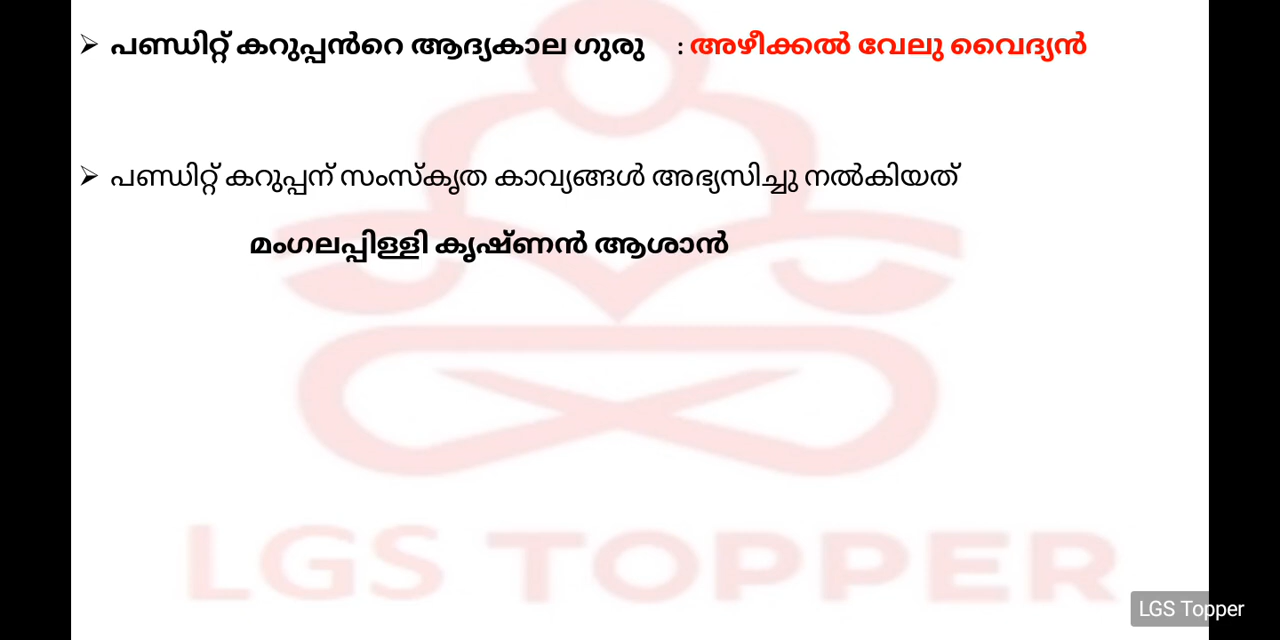 ➢ പണ്ഡിറ്റ് കറുപ്പൻറെ ആദ്യകാല ഗുരു : അഴീക്കൽ വേലു വൈദ്യൻ
➢ പണ്ഡിറ്റ് കറുപ്പന് സംസ്കൃത കാവ്യങ്ങൾ അഭ്യസിച്ചു നൽകിയത്
മംഗലപ്പിള്ളി കൃഷ്ണൻ ആശാൻ
LGS TOPPER
LGS Topper